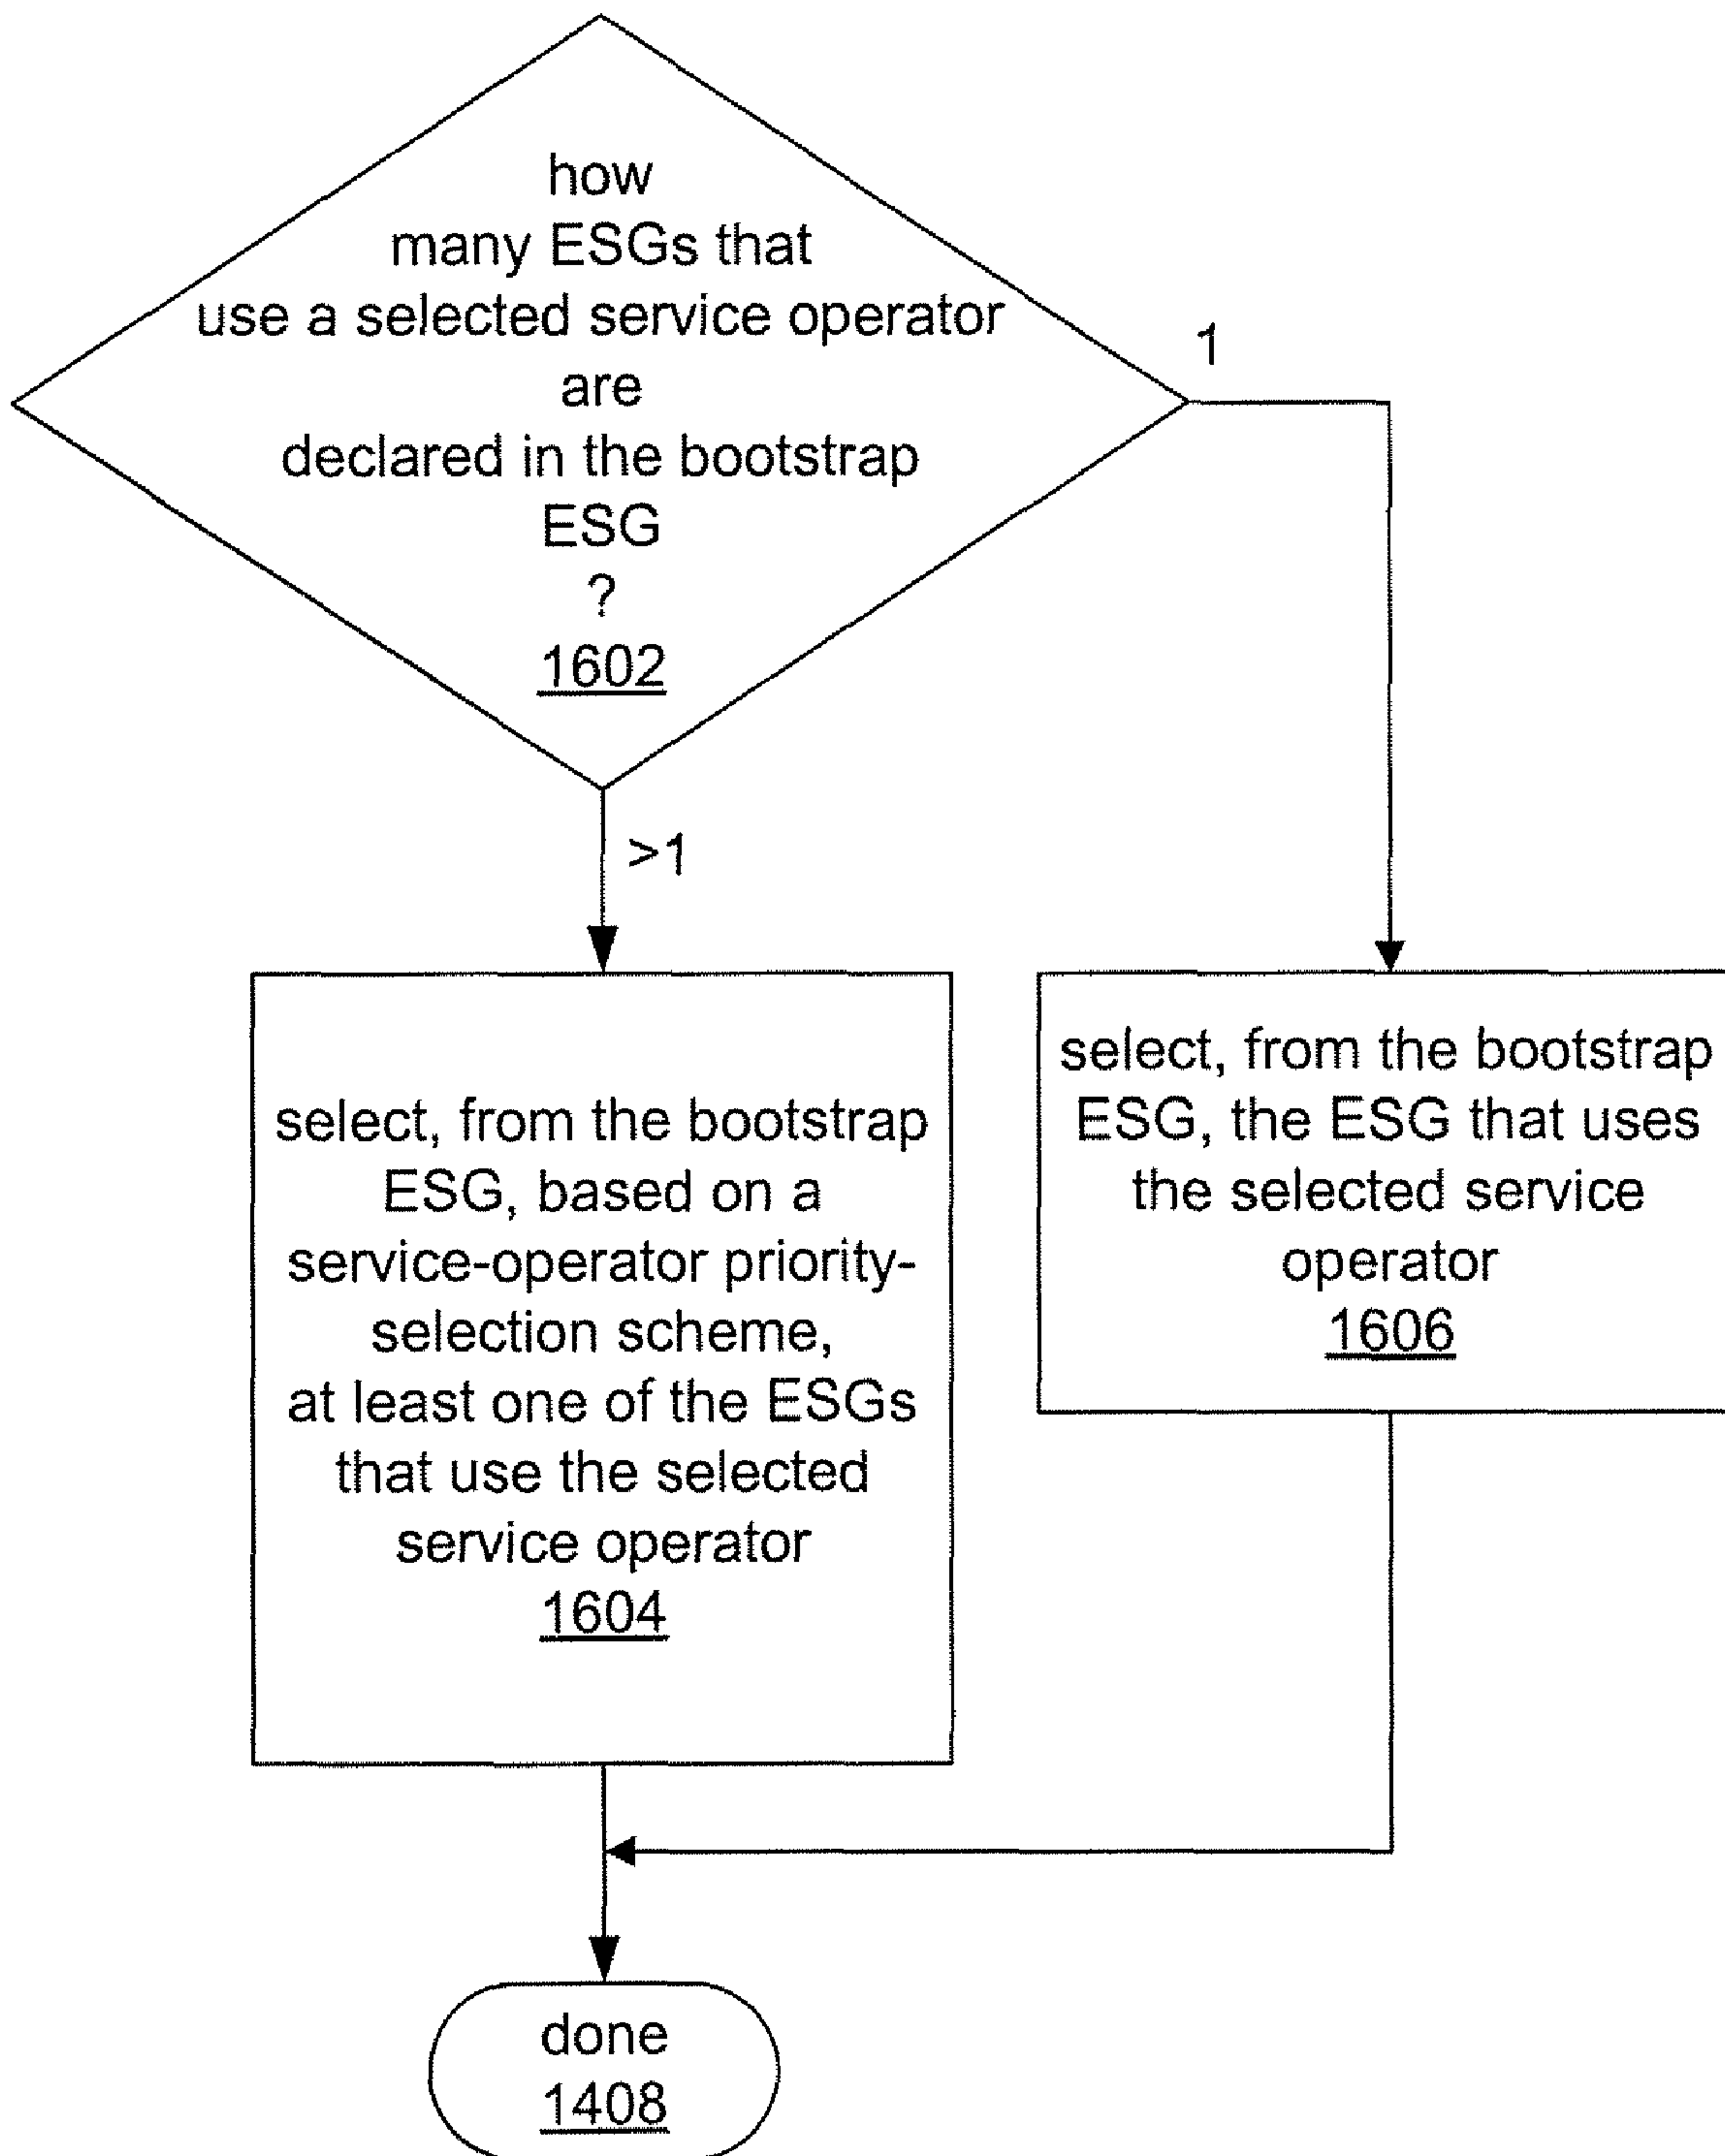 how
many ESGs that
use a selected service operator
are
declared in the bootstrap
ESG
?
1602
1
>1
select, from the bootstrap
ESG, based on a
service-operator priority-
selection scheme,
at least one of the ESGs
that use the selected
service operator
1604
select, from the bootstrap
ESG, the ESG that uses
the selected service
operator
1606
done
1408